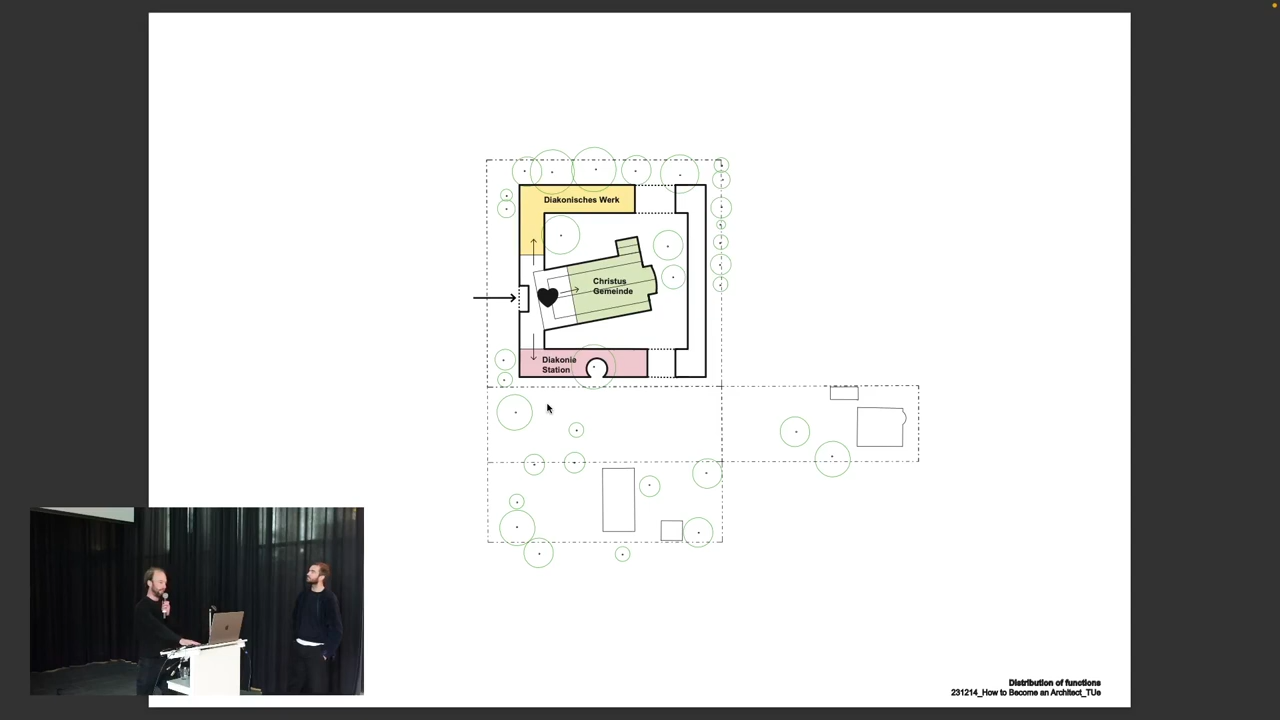 Diakonisches Werk
Christus
Gemeinde
Diakonie
Station
Distribution of functions
231214_How to Become an Architect_TUe